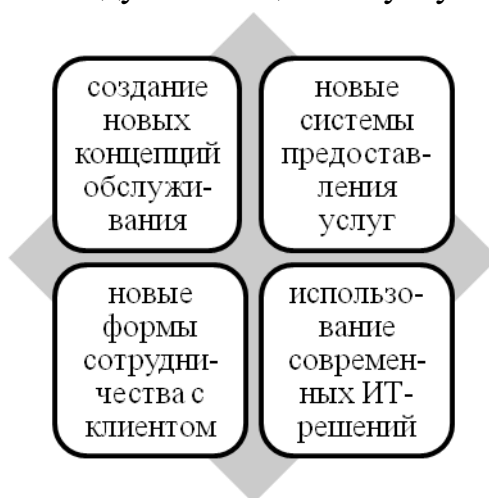 создание
новых
концепций
обслужи-
вания
новые
системы
предостав-
ления
услуг
новые
формы
сотрудни-
чества с
клиентом
использо-
вание
современ-
ных ИТ-
решений